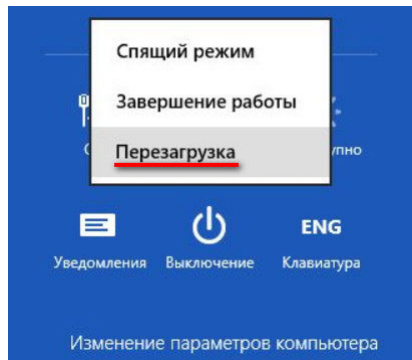 Спящий режим
Завершение работы
Перезагрузка
ENG
Уведомления
Выключение
Клавиатура
Изменение параметров компьютера